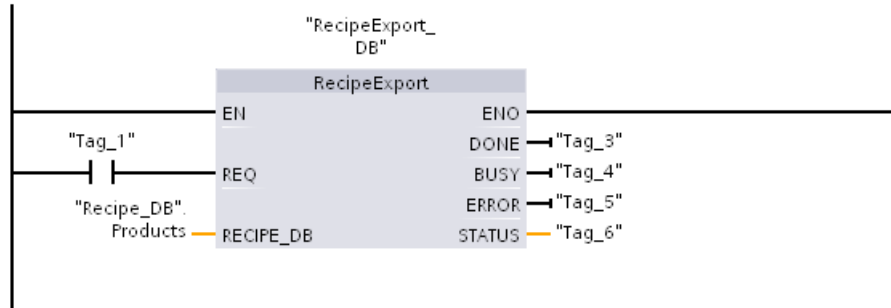 "RecipeExport_
DB"
RecipeExport
EN
ENO
"Tag_1"
DONE
"Tag_3"
REQ
BUSY
"Tag_4"
"Recipe_DB".
Products
ERROR
"Tag_5"
RECIPE_DB
STATUS
"Tag_6"